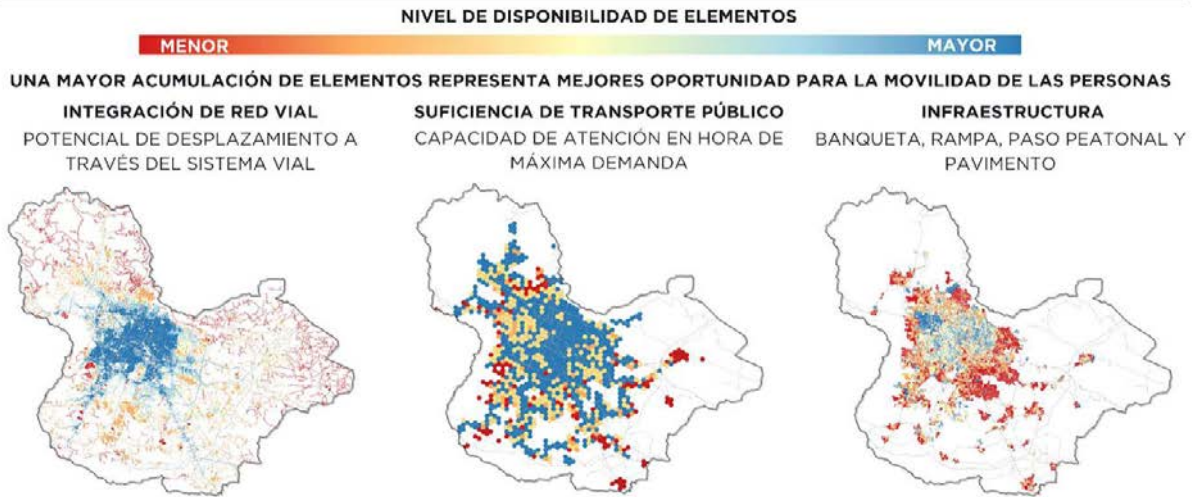 NIVEL DE DISPONIBILIDAD DE ELEMENTOS
MENOR
MAYOR
UNA MAYOR ACUMULACIÓN DE ELEMENTOS REPRESENTA MEJORES OPORTUNIDAD PARA LA MOVILIDAD DE LAS PERSONAS
INTEGRACIÓN DE RED VIAL
POTENCIAL DE DESPLAZAMIENTO A
TRAVÉS DEL SISTEMA VIAL
SUFICIENCIA DE TRANSPORTE PÚBLICO
CAPACIDAD DE ATENCIÓN EN HORA DE
MÁXIMA DEMANDA
INFRAESTRUCTURA
BANQUETA, RAMPA, PASO PEATONAL Y
PAVIMENTO